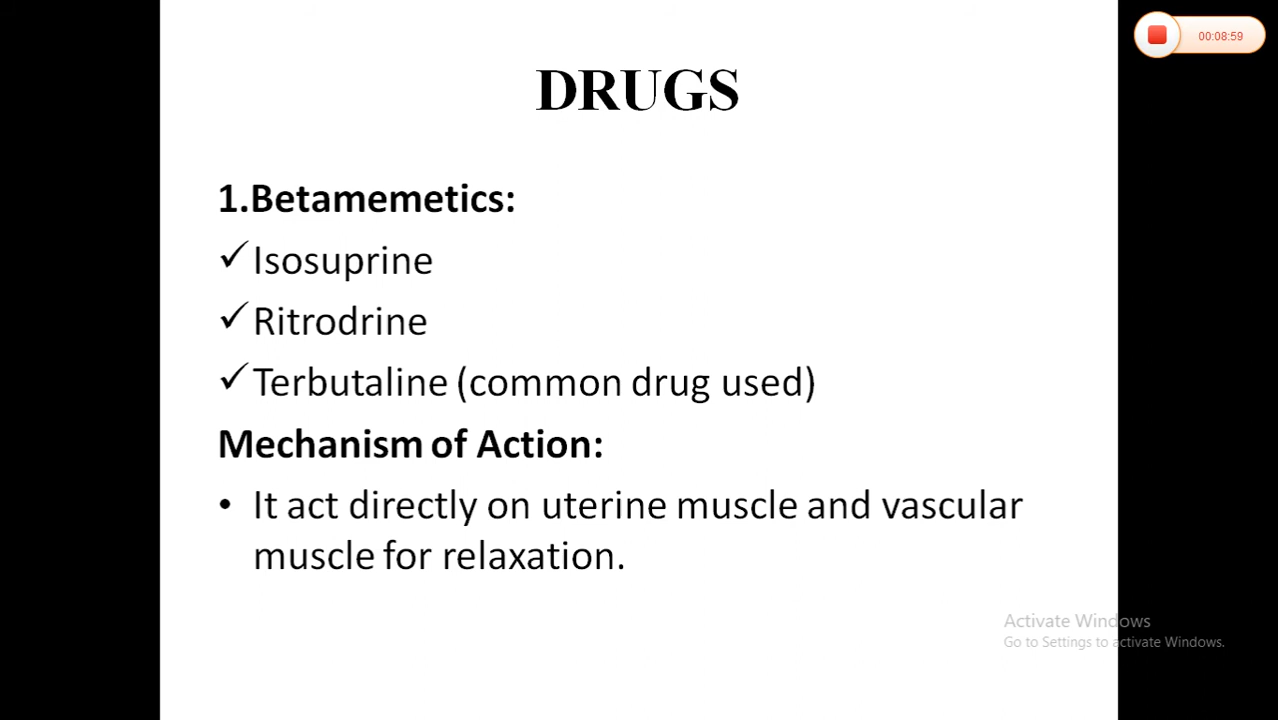 00:08:59
DRUGS
1.Betamemetics:
✓Isosuprine
✓Ritrodrine
✓Terbutaline (common drug used)
Mechanism of Action:
• It act directly on uterine muscle and vascular
muscle for relaxation.
Activate Windows
Go to Settings to activate Windows.